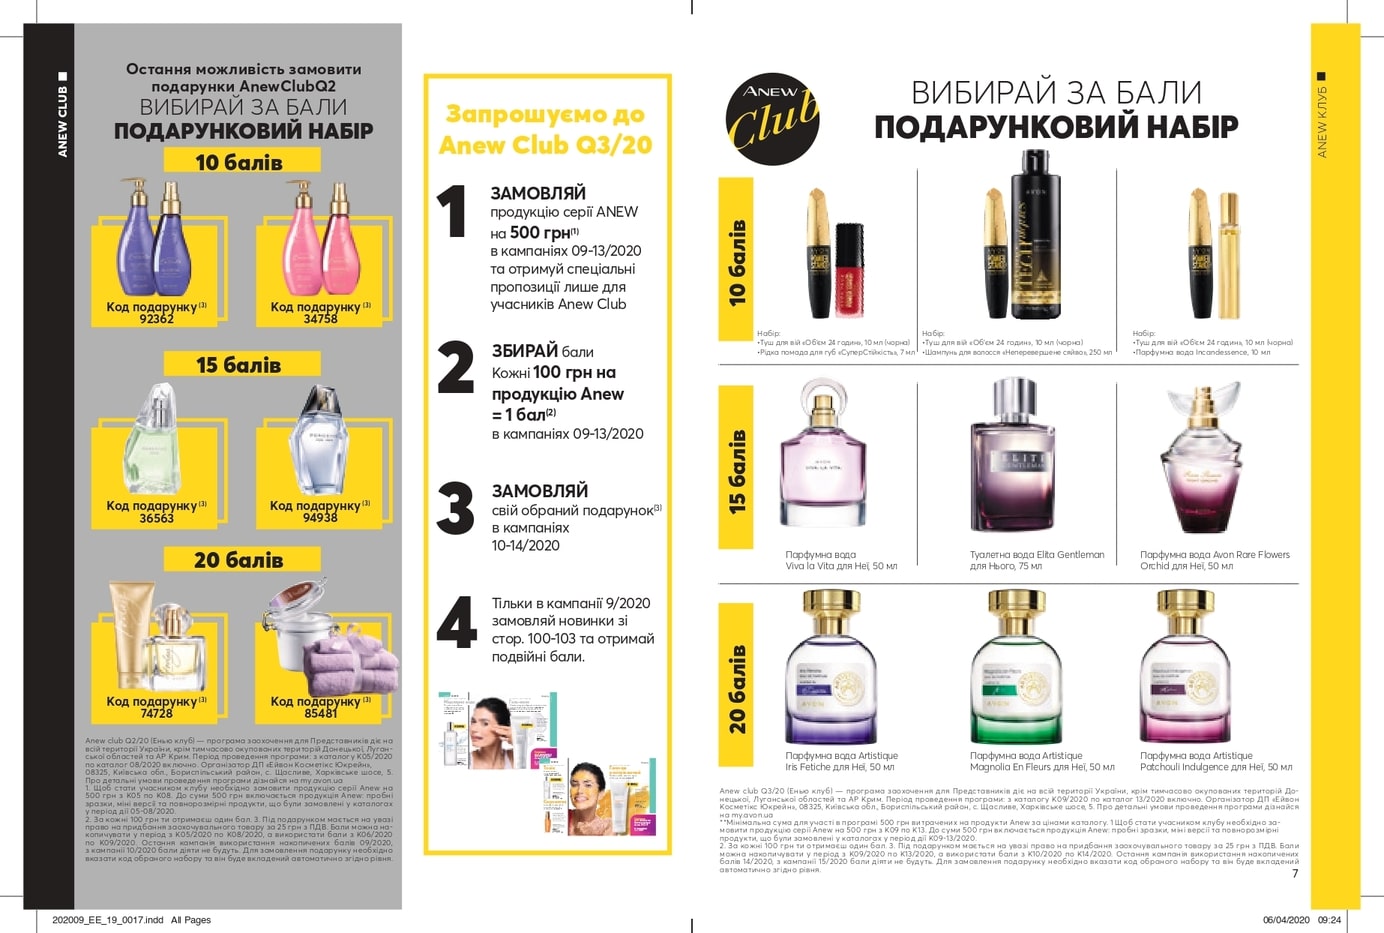 ANEW CLUB
Остання можливість замовити
подарунки AnewClubQ2
ВИБИРАЙ ЗА БАЛИ
ПОДАРУНКОВИЙ НАБІР
10 балів
Код подарунку (3)
92362
Код подарунку (3)
34758
15 балів
Код подарунку (3)
36563
Код подарунку (3)
94938
20 балів
Код подарунку (3)
74728
Код подарунку (3)
85481
Anew club Q2/20 (Енью клуб) — програма заохочення для Представників діє на
всій території України, крім тимчасово окупованих територій Донецької, Луган-
ської областей та АР Крим. Період проведення програми: з каталогу у К05/2020
по каталог 08/2020 включно. Організатор ДП «Ейвон Косметікс Юкрейн»,
08325, Київська обл., Бориспільський район, с. Щасливе, Харківське шосе, 5.
Про детальні умови проведення програми дізнайся на my.avon.ua
1. Щоб стати учасником клубу необхідно замовити продукцію серії Anew на
500 грн з К05 по К08. До суми 500 грн включається продукція Anew: пробні
зразки, міні версії та повнорозмірні продукти, що були замовлені у каталогах
у період дії 05-08/2020.
2. За кожні 100 грн ти отримаєш один бал. 3. Під подарунком мається на увазі
право на придбання заохочувального товару за 25 грн з ПДВ. Бали можна на-
копичувати у період з К05/2020 по К08/2020, а використати бали з К06/2020
по К09/2020. Остання кампанія використання накопичених балів 09/2020,
з кампанії 10/2020 бали діяти не будуть. Для замовлення подарунку необхідно
вказати код обраного набору та він буде вкладений автоматично згідно рівня.
Запрошуємо до
Anew Club Q3/20
1
ЗАМОВЛЯЙ
продукцію серії ANEW
на 500 грн(1)
в кампаніях 09-13/2020
та отримуй спеціальні
пропозиції лише для
учасників Anew Club
2
ЗБИРАЙ бали
Кожні 100 грн на
продукцію Anew
= 1 бал(2)
в кампаніях 09-13/2020
3
ЗАМОВЛЯЙ
свій обраний подарунок(3)
в кампаніях
10-14/2020
4
Тільки в кампанії 9/2020
замовляй новинки зі
стор. 100-103 та отримай
подвійні бали.
ANEW
Club
ВИБИРАЙ ЗА БАЛИ
ПОДАРУНКОВИЙ НАБІР
ANEW КЛУБ
10 балів
Набір:
•Туш для вій «Об'єм 24 годин», 10 мл (чорна)
•Рідка помада для губ «СуперСтійкість», 7 мл
Набір:
•Туш для вій «Об'єм 24 годин», 10 мл (чорна)
•Шампунь для волосся «Неперевершене сяйво», 250 мл
Набір:
•Туш для вій «Об'єм 24 годин», 10 мл (чорна)
•Парфумна вода Incandessence, 10 мл
15 балів
Парфумна вода
Viva la Vita для Неї, 50 мл
ELITE
GENTLEMAN
Туалетна вода Elita Gentleman
для Нього, 75 мл
Парфумна вода Avon Rare Flowers
Orchid для Неї, 50 мл
20 балів
AVON
Парфумна вода Artistique
Iris Fetiche для Неї, 50 мл
AVON
Парфумна вода Artistique
Magnolia En Fleurs для Неї, 50 мл
AVON
Парфумна вода Artistique
Patchouli Indulgence для Неї, 50 мл
Anew club Q3/20 (Енью клуб) — програма заохочення для Представників діє на всій території України, крім тимчасово окупованих територій До-
нецької, Луганської областей та АР Крим. Період проведення програми: з каталогу К09/2020 по каталог 13/2020 включно. Організатор ДП «Ейвон
Косметікс Юкрейн», 08325, Київська обл., Бориспільський район, с. Щасливе, Харківське шосе, 5. Про детальні умови проведення програми дізнайся
на my.avon.ua
**Мінімальна сума для участі в програмі 500 грн витрачених на продукти Anew за цінами каталогу. 1 Щоб стати учасником клубу необхідно за-
мовити продукцію серії Anew на 500 грн з К09 по К13. До суми 500 грн включається продукція Anew: пробні зразки, міні версії та повнорозмірні
продукти, що були замовлені у каталогах у період дії К09-13/2020.
2. За кожні 100 грн ти отримаєш один бал. 3. Під подарунком мається на увазі право на придбання заохочувального товару за 25 грн з ПДВ. Бали
можна накопичувати у період з К09/2020 по К13/2020, а використати бали з К10/2020 по К14/2020. Остання кампанія використання накопичених
балів 14/2020, з кампанії 15/2020 бали діяти не будуть. Для замовлення подарунку необхідно вказати код обраного набору та він буде вкладений
автоматично згідно рівня.
7
202009_EE_19_0017.indd   All Pages
06/04/2020   09:24